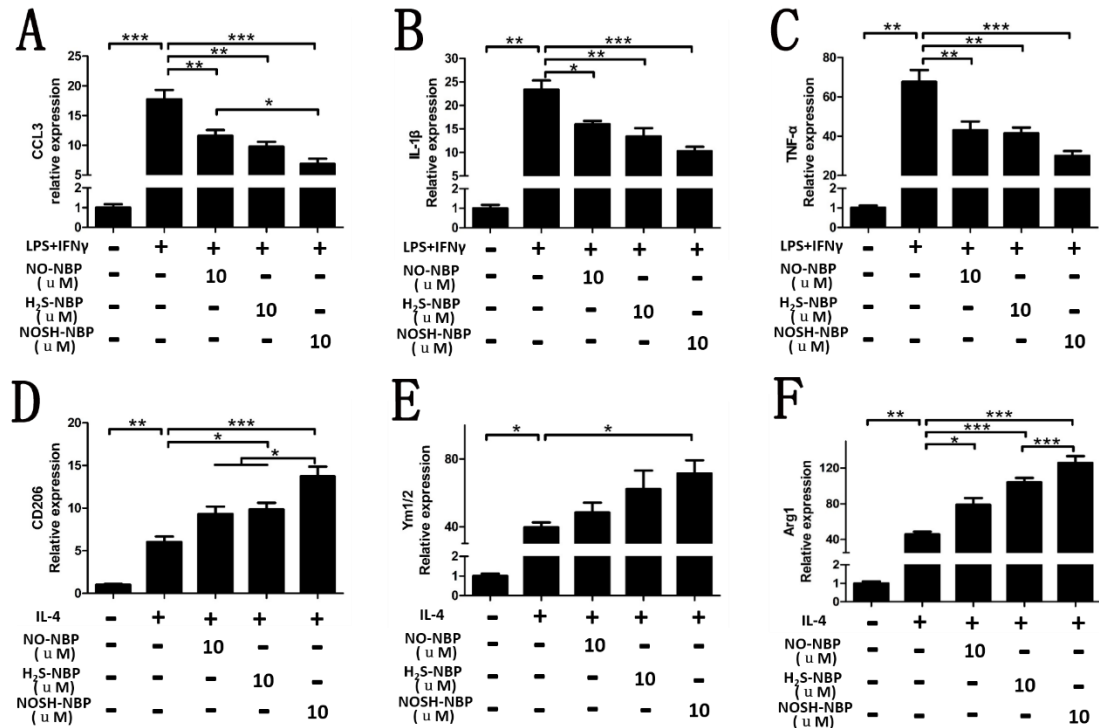 A
CCL3
relative expression
25
20
15
10
5
2
1
0
***
***
**
**
*
LPS+IFNγ - + + + +
NO-NBP
(u M) - - 10 - -
H₂S-NBP
(u M) - - - 10 -
NOSH-NBP
(u M) - - - - 10
B
IL-1β
Relative expression
30
25
20
15
10
5
2
1
0
**
***
**
*
LPS+IFNγ - + + + +
NO-NBP
(u M) - - 10 - -
H₂S-NBP
(u M) - - - 10 -
NOSH-NBP
(u M) - - - - 10
C
TNF-α
Relative expression
80
60
40
20
2
1
0
**
***
**
**
LPS+IFNγ - + + + +
NO-NBP
(u M) - - 10 - -
H₂S-NBP
(u M) - - - 10 -
NOSH-NBP
(u M) - - - - 10
D
CD206
Relative expression
20
15
10
5
0
**
***
*
*
IL-4 - + + + +
NO-NBP
(u M) - - 10 - -
H₂S-NBP
(u M) - - - 10 -
NOSH-NBP
(u M) - - - - 10
E
Ym1/2
Relative expression
80
40
2
1
0
*
*
IL-4 - + + + +
NO-NBP
(u M) - - 10 - -
H₂S-NBP
(u M) - - - 10 -
NOSH-NBP
(u M) - - - - 10
F
Arg1
Relative expression
120
80
40
2
1
0
**
***
***
*
***
IL-4 - + + + +
NO-NBP
(u M) - - 10 - -
H₂S-NBP
(u M) - - - 10 -
NOSH-NBP
(u M) - - - - 10